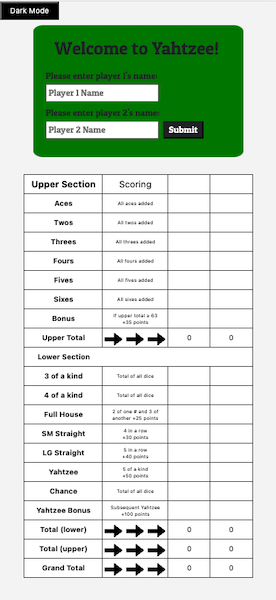 Dark Mode
Welcome to Yahtzee!
Please enter player 1's name:
Player 1 Name
Please enter player 2's name:
Player 2 Name
Submit
Upper Section Scoring
Aces All aces added
Twos All twos added
Threes All threes added
Fours All fours added
Fives All fives added
Sixes All sixes added
Bonus If upper total ≥ 63
+35 points
Upper Total 0 0
Lower Section
3 of a kind Total of all dice
4 of a kind Total of all dice
Full House 2 of one # and 3 of
another +25 points
SM Straight 4 in a row
+30 points
LG Straight 5 in a row
+40 points
Yahtzee 5 of a kind
+50 points
Chance Total of all dice
Yahtzee Bonus Subsequent Yahtzee
+100 points
Total (lower) 0 0
Total (upper) 0 0
Grand Total 0 0